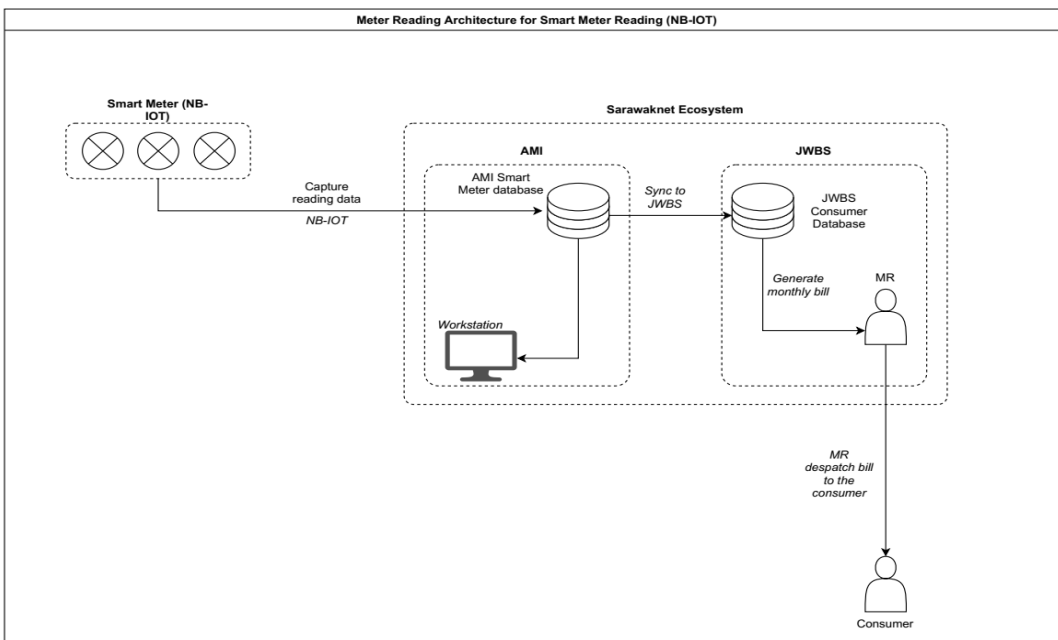 Meter Reading Architecture for Smart Meter Reading (NB-IOT)
Smart Meter (NB-
IOT)
Sarawaknet Ecosystem
AMI
JWBS
AMI Smart
Meter database
Capture
reading data
NB-IOT
Sync to
JWBS
JWBS
Consumer
Database
Generate
monthly bill
MR
Workstation
MR
despatch bill
to the
consumer
Consumer